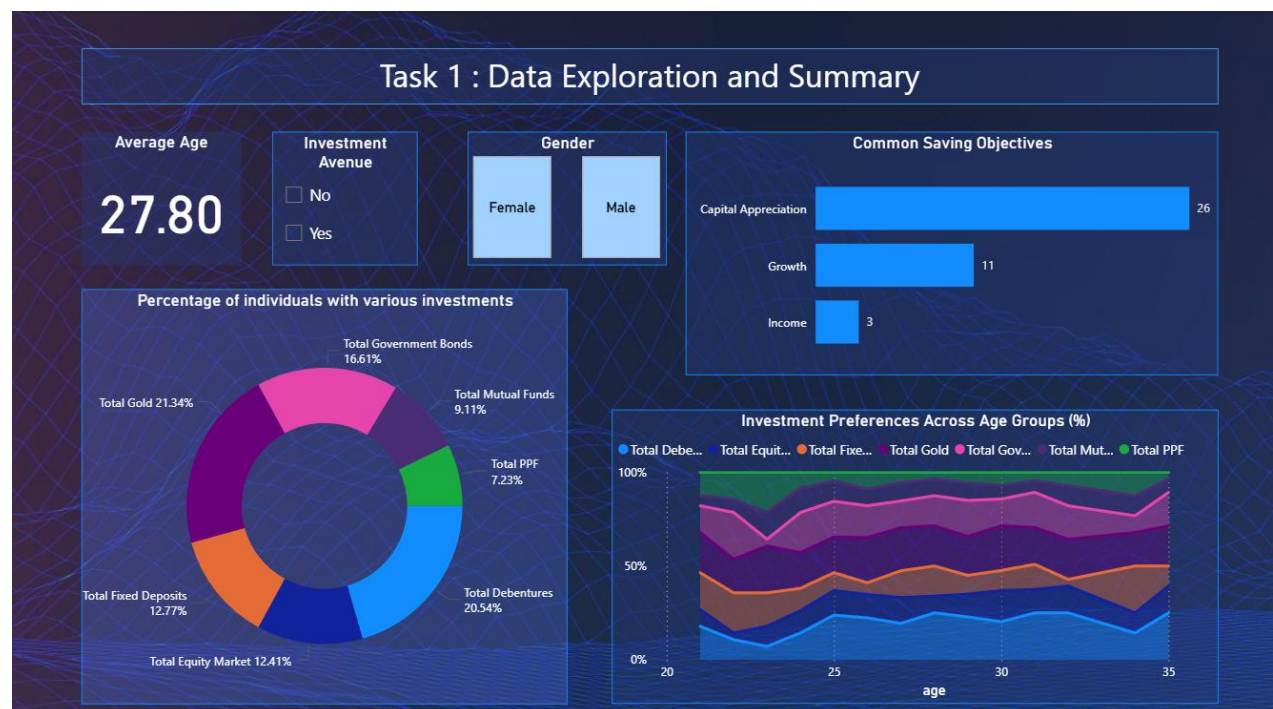 Task 1 : Data Exploration and Summary
Average Age
27.80
Investment
Avenue
No
Yes
Gender
Female
Male
Common Saving Objectives
Capital Appreciation
26
Growth
11
Income
3
Percentage of individuals with various investments
Total Government Bonds
16.61%
Total Mutual Funds
9.11%
Total Gold 21.34%
Total PPF
7.23%
Total Fixed Deposits
12.77%
Total Debentures
20.54%
Total Equity Market 12.41%
Investment Preferences Across Age Groups (%)
Total Debe... Total Equit... Total Fixe... Total Gold Total Gov... Total Mut... Total PPF
100%
50%
0%
20 25 30 35
age